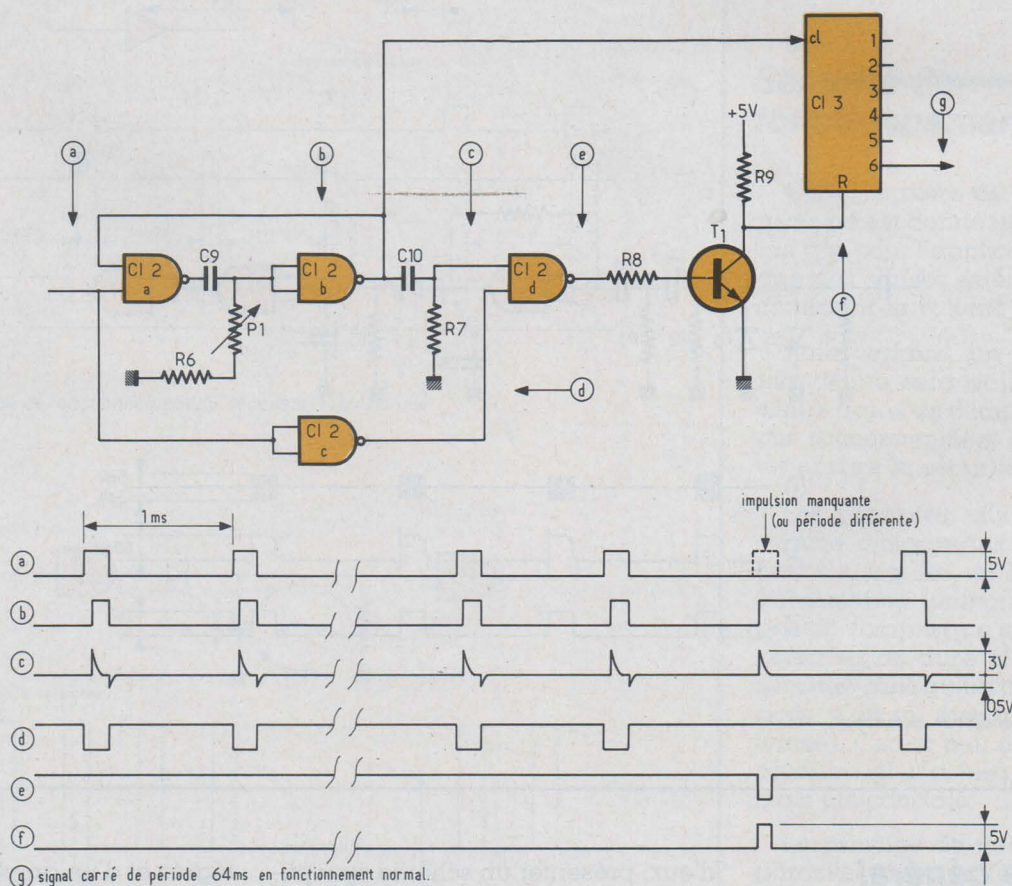 cl 1
2
CI 3 3
4
5
6
R
g
+5V
R9
a
b
c
e
T1
f
CI 2
a
C9
CI 2
b
C10
CI 2
d
R8
P1
R7
R6
d
CI 2
c
1 ms
impulsion manquante
(ou période différente)
a
5V
b
c
3V
0,5V
d
e
f
5V
g signal carré de période 64ms - fonctionnement normal.